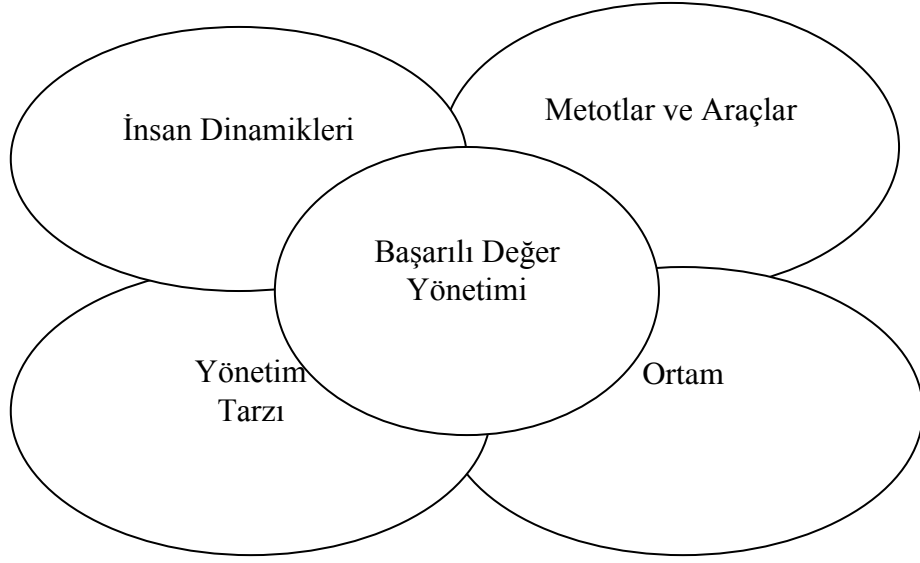 İnsan Dinamikleri
Metotlar ve Araçlar
Başarılı Değer
Yönetimi
Yönetim
Tarzı
Ortam